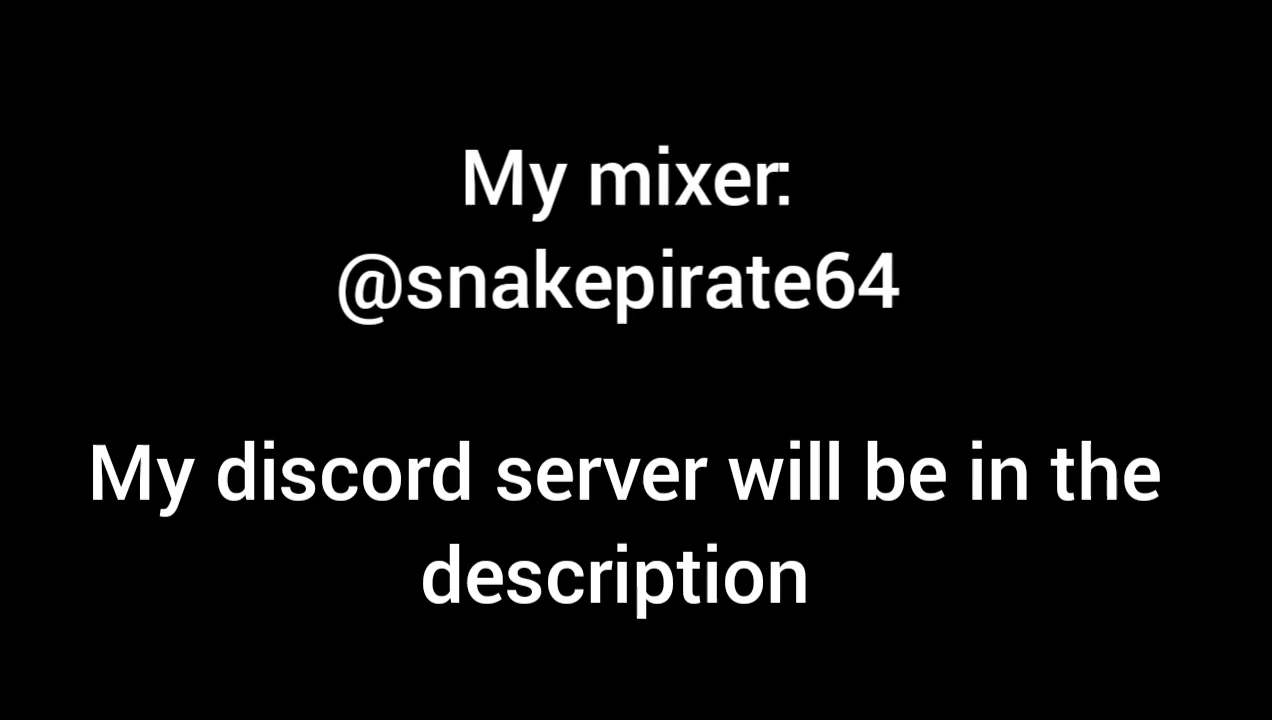 My mixer:
@snakepirate64
My discord server will be in the
description